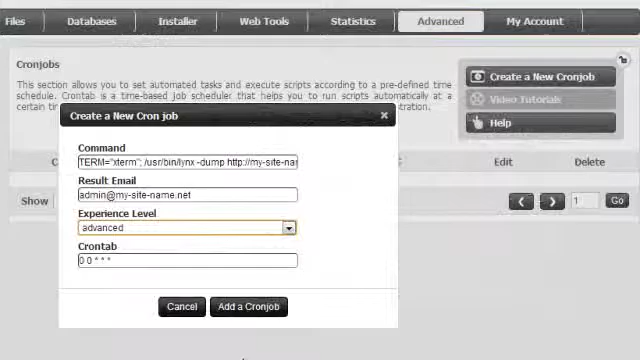 Files Databases Installer Web Tools Statistics Advanced My Account
Cronjobs
This section allows you to set automated tasks and execute scripts according to a pre-defined time
schedule. Crontab is a time-based job scheduler that helps you to run scripts automatically at a
certain
Create a New Cronjob
Video Tutorials
Help
Create a New Cron job
Command
TERM="xterm"; /usr/bin/lynx -dump http://my-site-nar
Result Email
admin@my-site-name.net
Experience Level
advanced
Crontab
0 0 * * *
Cancel Add a Cronjob
Edit Delete
Show 1 Go